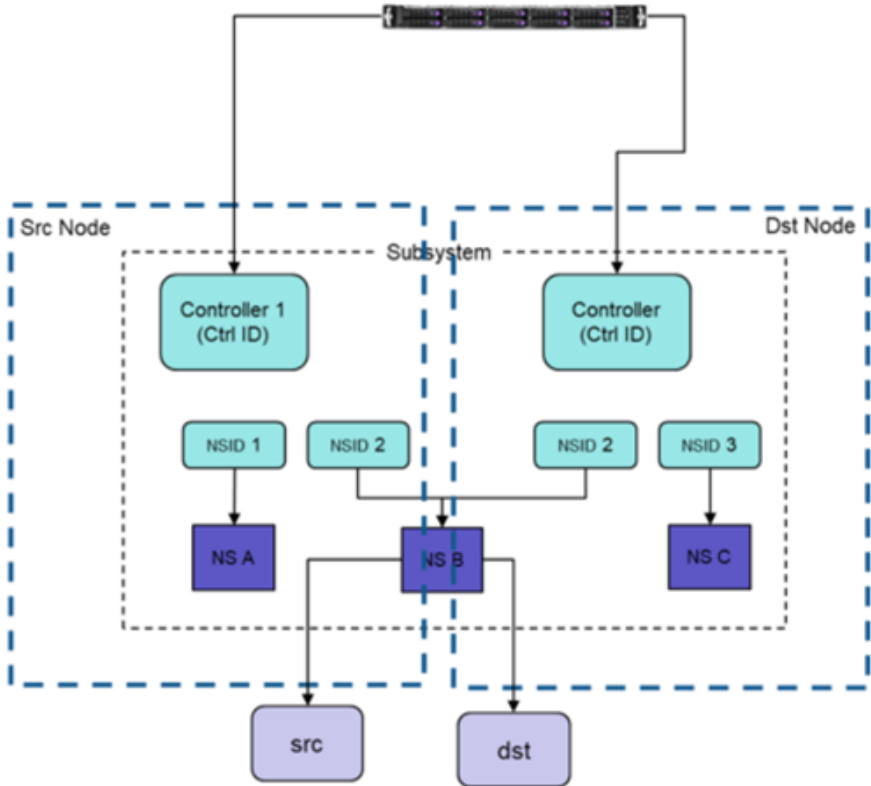 Src Node
Dst Node
Subsystem
Controller 1
(Ctrl ID)
Controller
(Ctrl ID)
NSID 1
NSID 2
NSID 2
NSID 3
NS A
NS B
NS C
src
dst